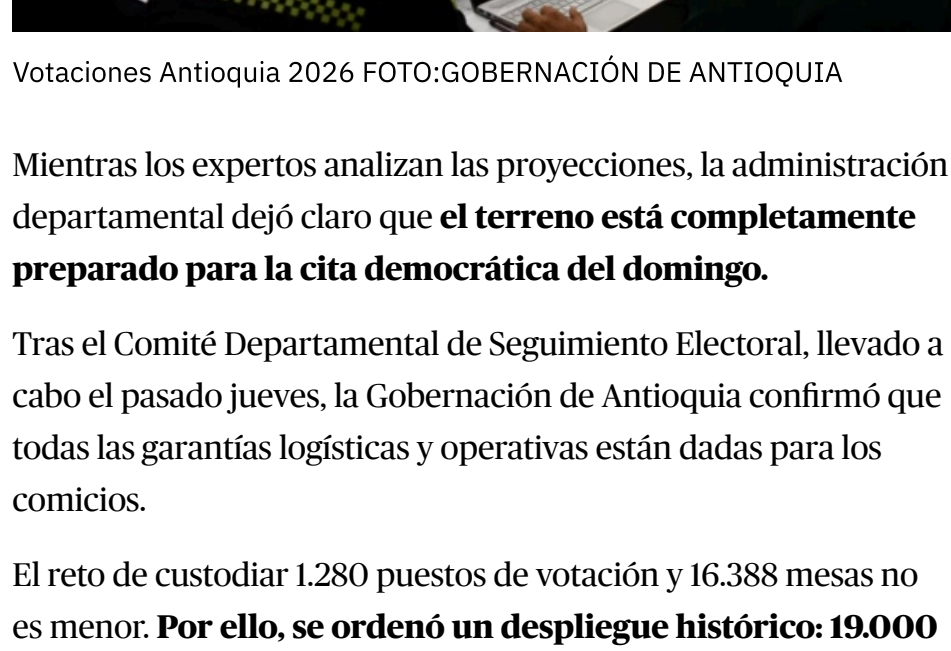 Votaciones Antioquia 2026 FOTO:GOBERNACIÓN DE ANTIOQUIA
Mientras los expertos analizan las proyecciones, la administración
departamental dejó claro que el terreno está completamente
preparado para la cita democrática del domingo.
Tras el Comité Departamental de Seguimiento Electoral, llevado a
cabo el pasado jueves, la Gobernación de Antioquia confirmó que
todas las garantías logísticas y operativas están dadas para los
comicios.
El reto de custodiar 1.280 puestos de votación y 16.388 mesas no
es menor. Por ello, se ordenó un despliegue histórico: 19.000